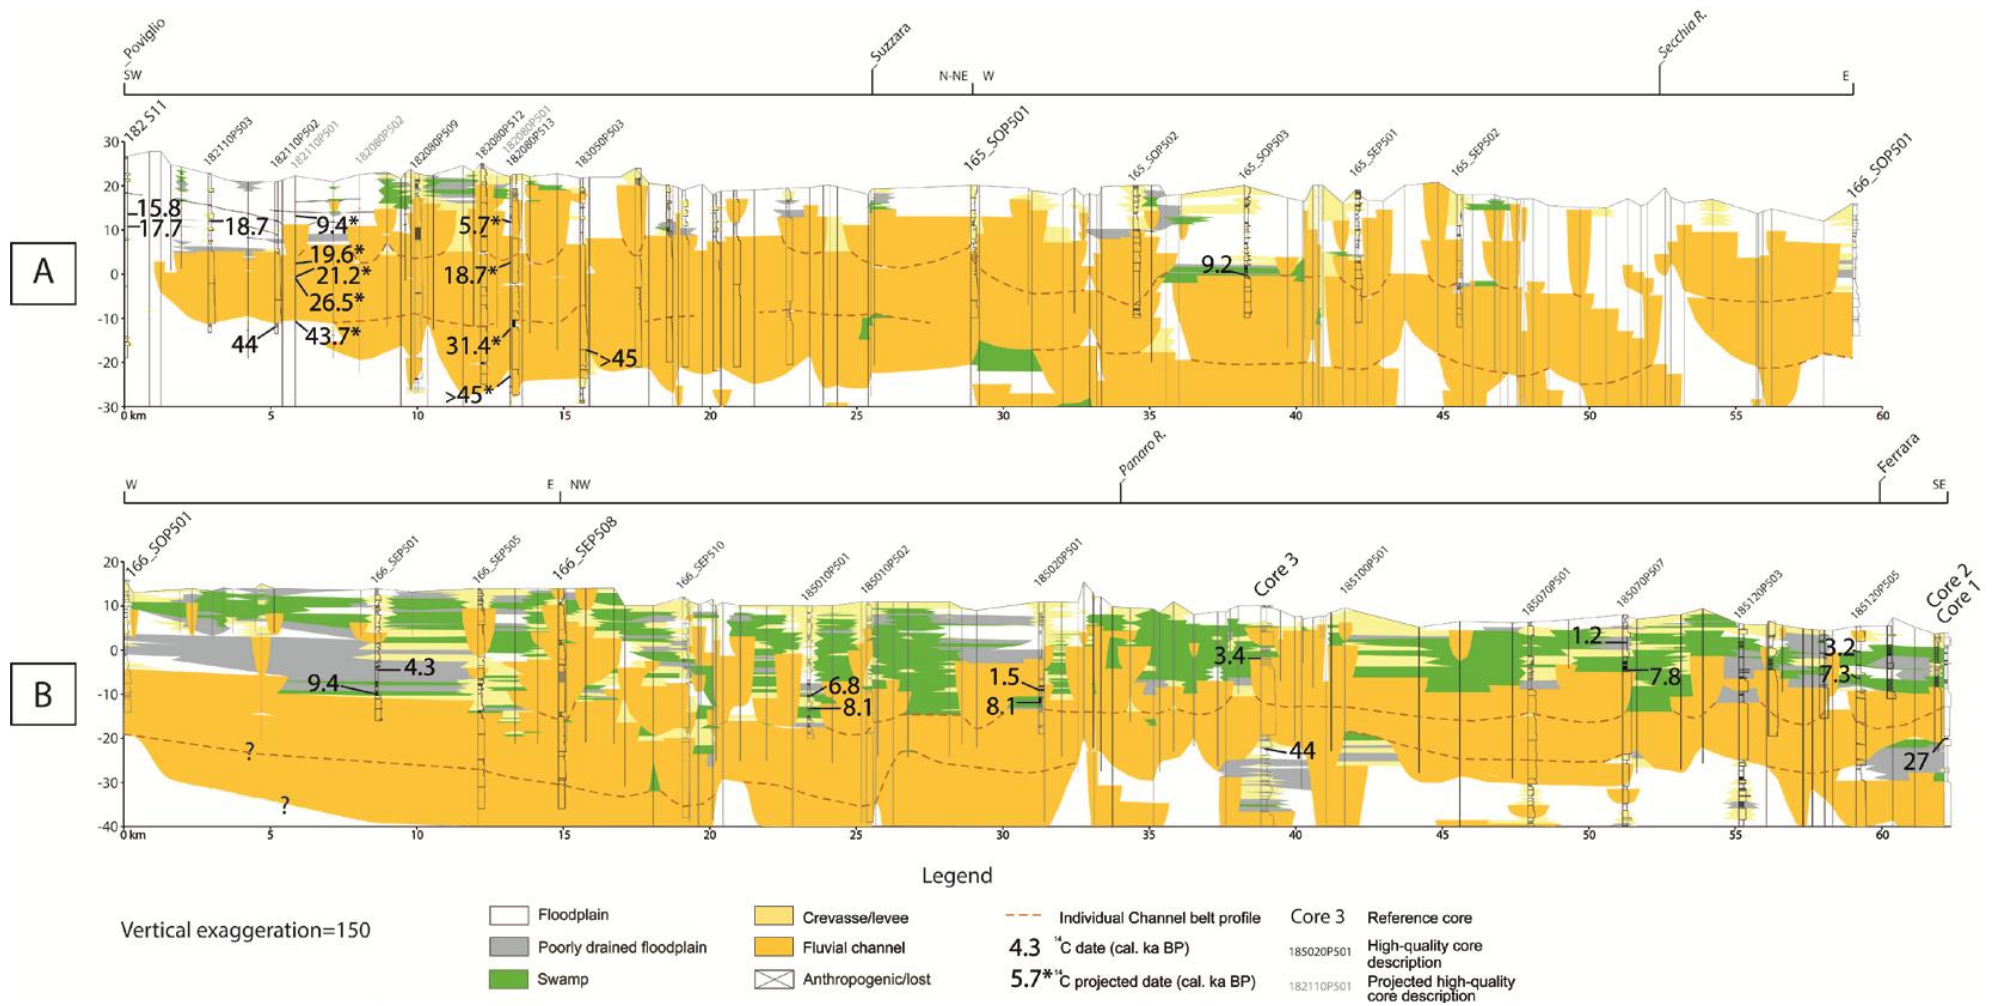 Poviglio
Suzzara
Secchia R.
SW
N-NE W
E
182 S11
182110P503
182110P502
182110P501
182080P502
182080P509
182080P512
182080P501
182080P513
183050P503
165_SOP501
165_SOP502
165_SOP503
165_SEP501
165_SEP502
166_SOP501
A
30
20
10
0
-10
-20
-30
15.8
17.7
18.7
9.4*
19.6*
21.2*
26.5*
43.7*
44
5.7*
18.7*
31.4*
>45*
>45
9.2
0 km 5 10 15 20 25 30 35 40 45 50 55 60
Panaro R.
Ferrara
W
E NW
SE
166_SOP501
166_SEP501
166_SEP505
166_SEP508
166_SEP510
185010P501
185010P502
185020P501
Core 3
185100P501
185070P501
185070P507
185120P503
185120P505
Core 2
Core 1
B
20
10
0
-10
-20
-30
-40
9.4
4.3
?
?
6.8
8.1
1.5
8.1
3.4
44
1.2
7.8
3.2
7.3
27
0 km 5 10 15 20 25 30 35 40 45 50 55 60
Legend
Vertical exaggeration=150
Floodplain
Poorly drained floodplain
Swamp
Crevasse/levee
Fluvial channel
Anthropogenic/lost
Individual Channel belt profile
4.3 ¹⁴C date (cal. ka BP)
5.7* ¹⁴C projected date (cal. ka BP)
Core 3 Reference core
185020P501 High-quality core
description
182110P501 Projected high-quality
core description